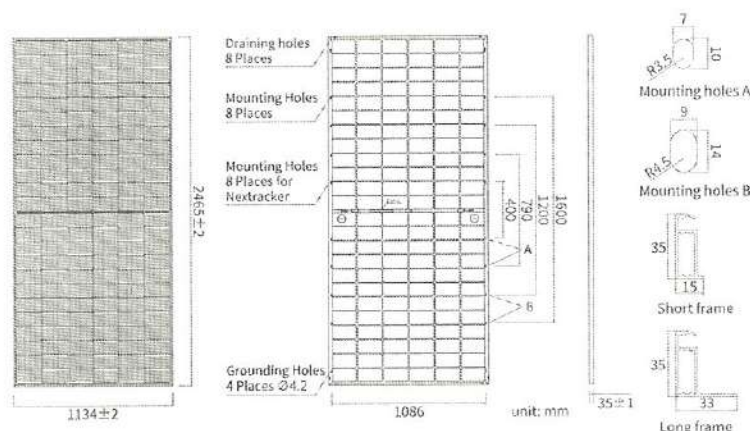 Draining holes
8 Places
Mounting Holes
8 Places
Mounting Holes
8 Places for
Nextracker
Grounding Holes
4 Places Ø4.2
2465±2
1134±2
400
790
1200
1600
A
B
1086
unit: mm
35±1
7
10
R3.5
Mounting holes A
9
14
R4.5
Mounting holes B
35
15
Short frame
35
33
Long frame